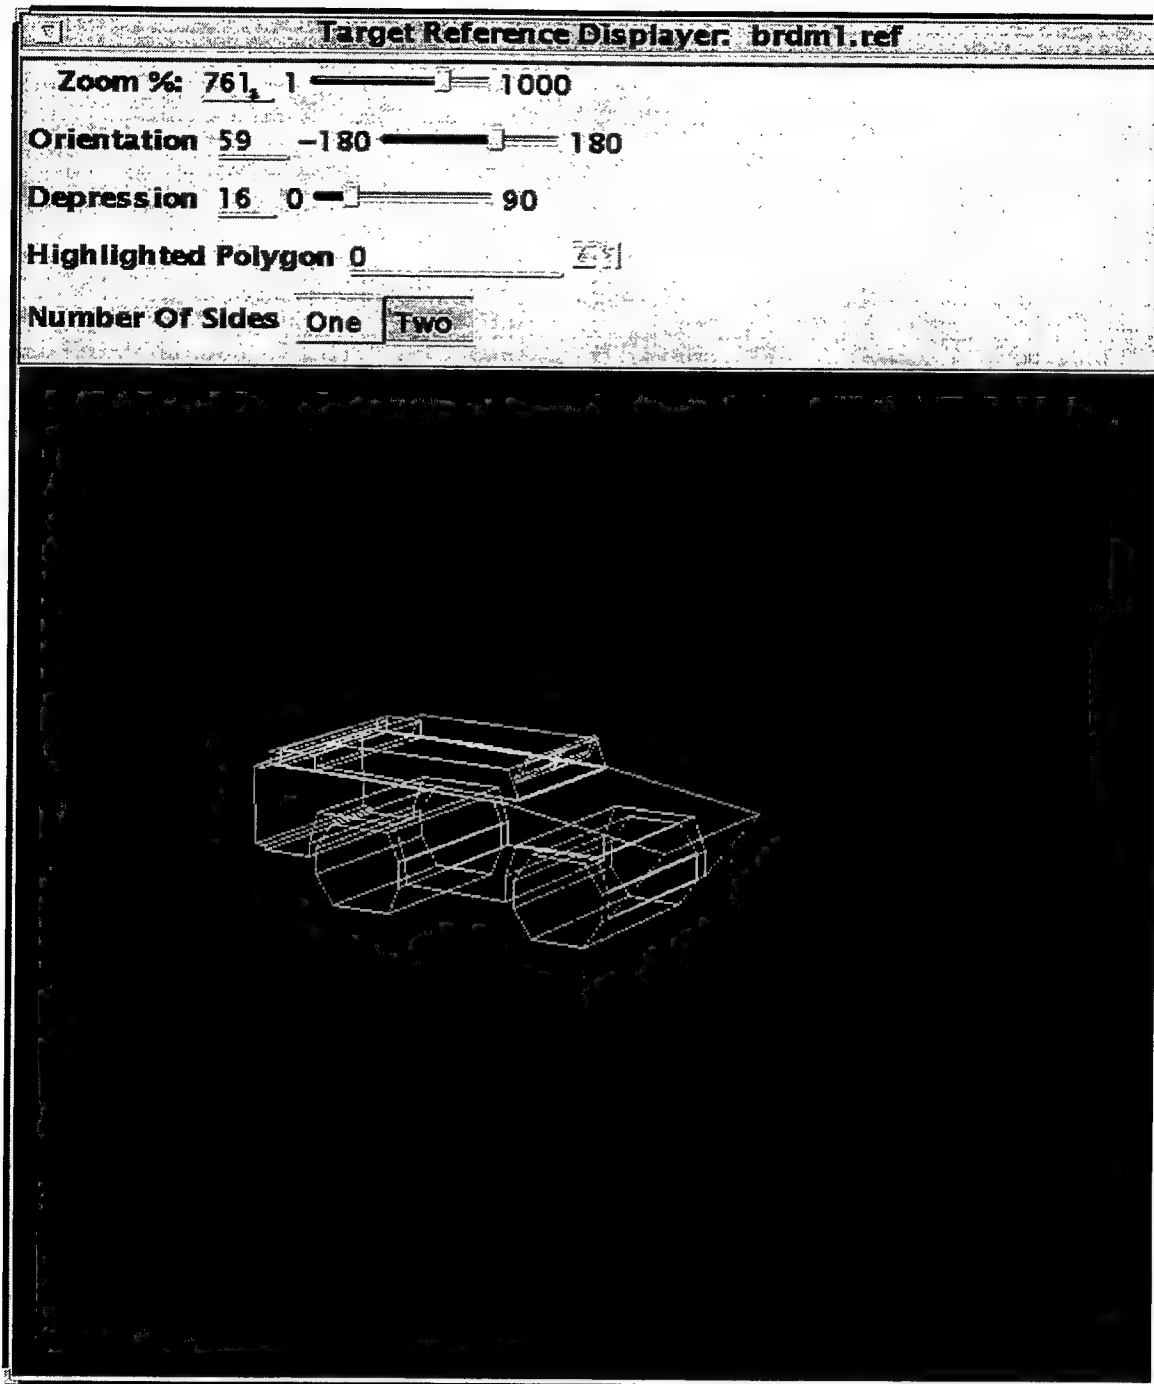 Target Reference Displayer: brdm1.ref
Zoom %: 761 1 1000
Orientation 59 -180 180
Depression 16 0 90
Highlighted Polygon 0
Number Of Sides One Two